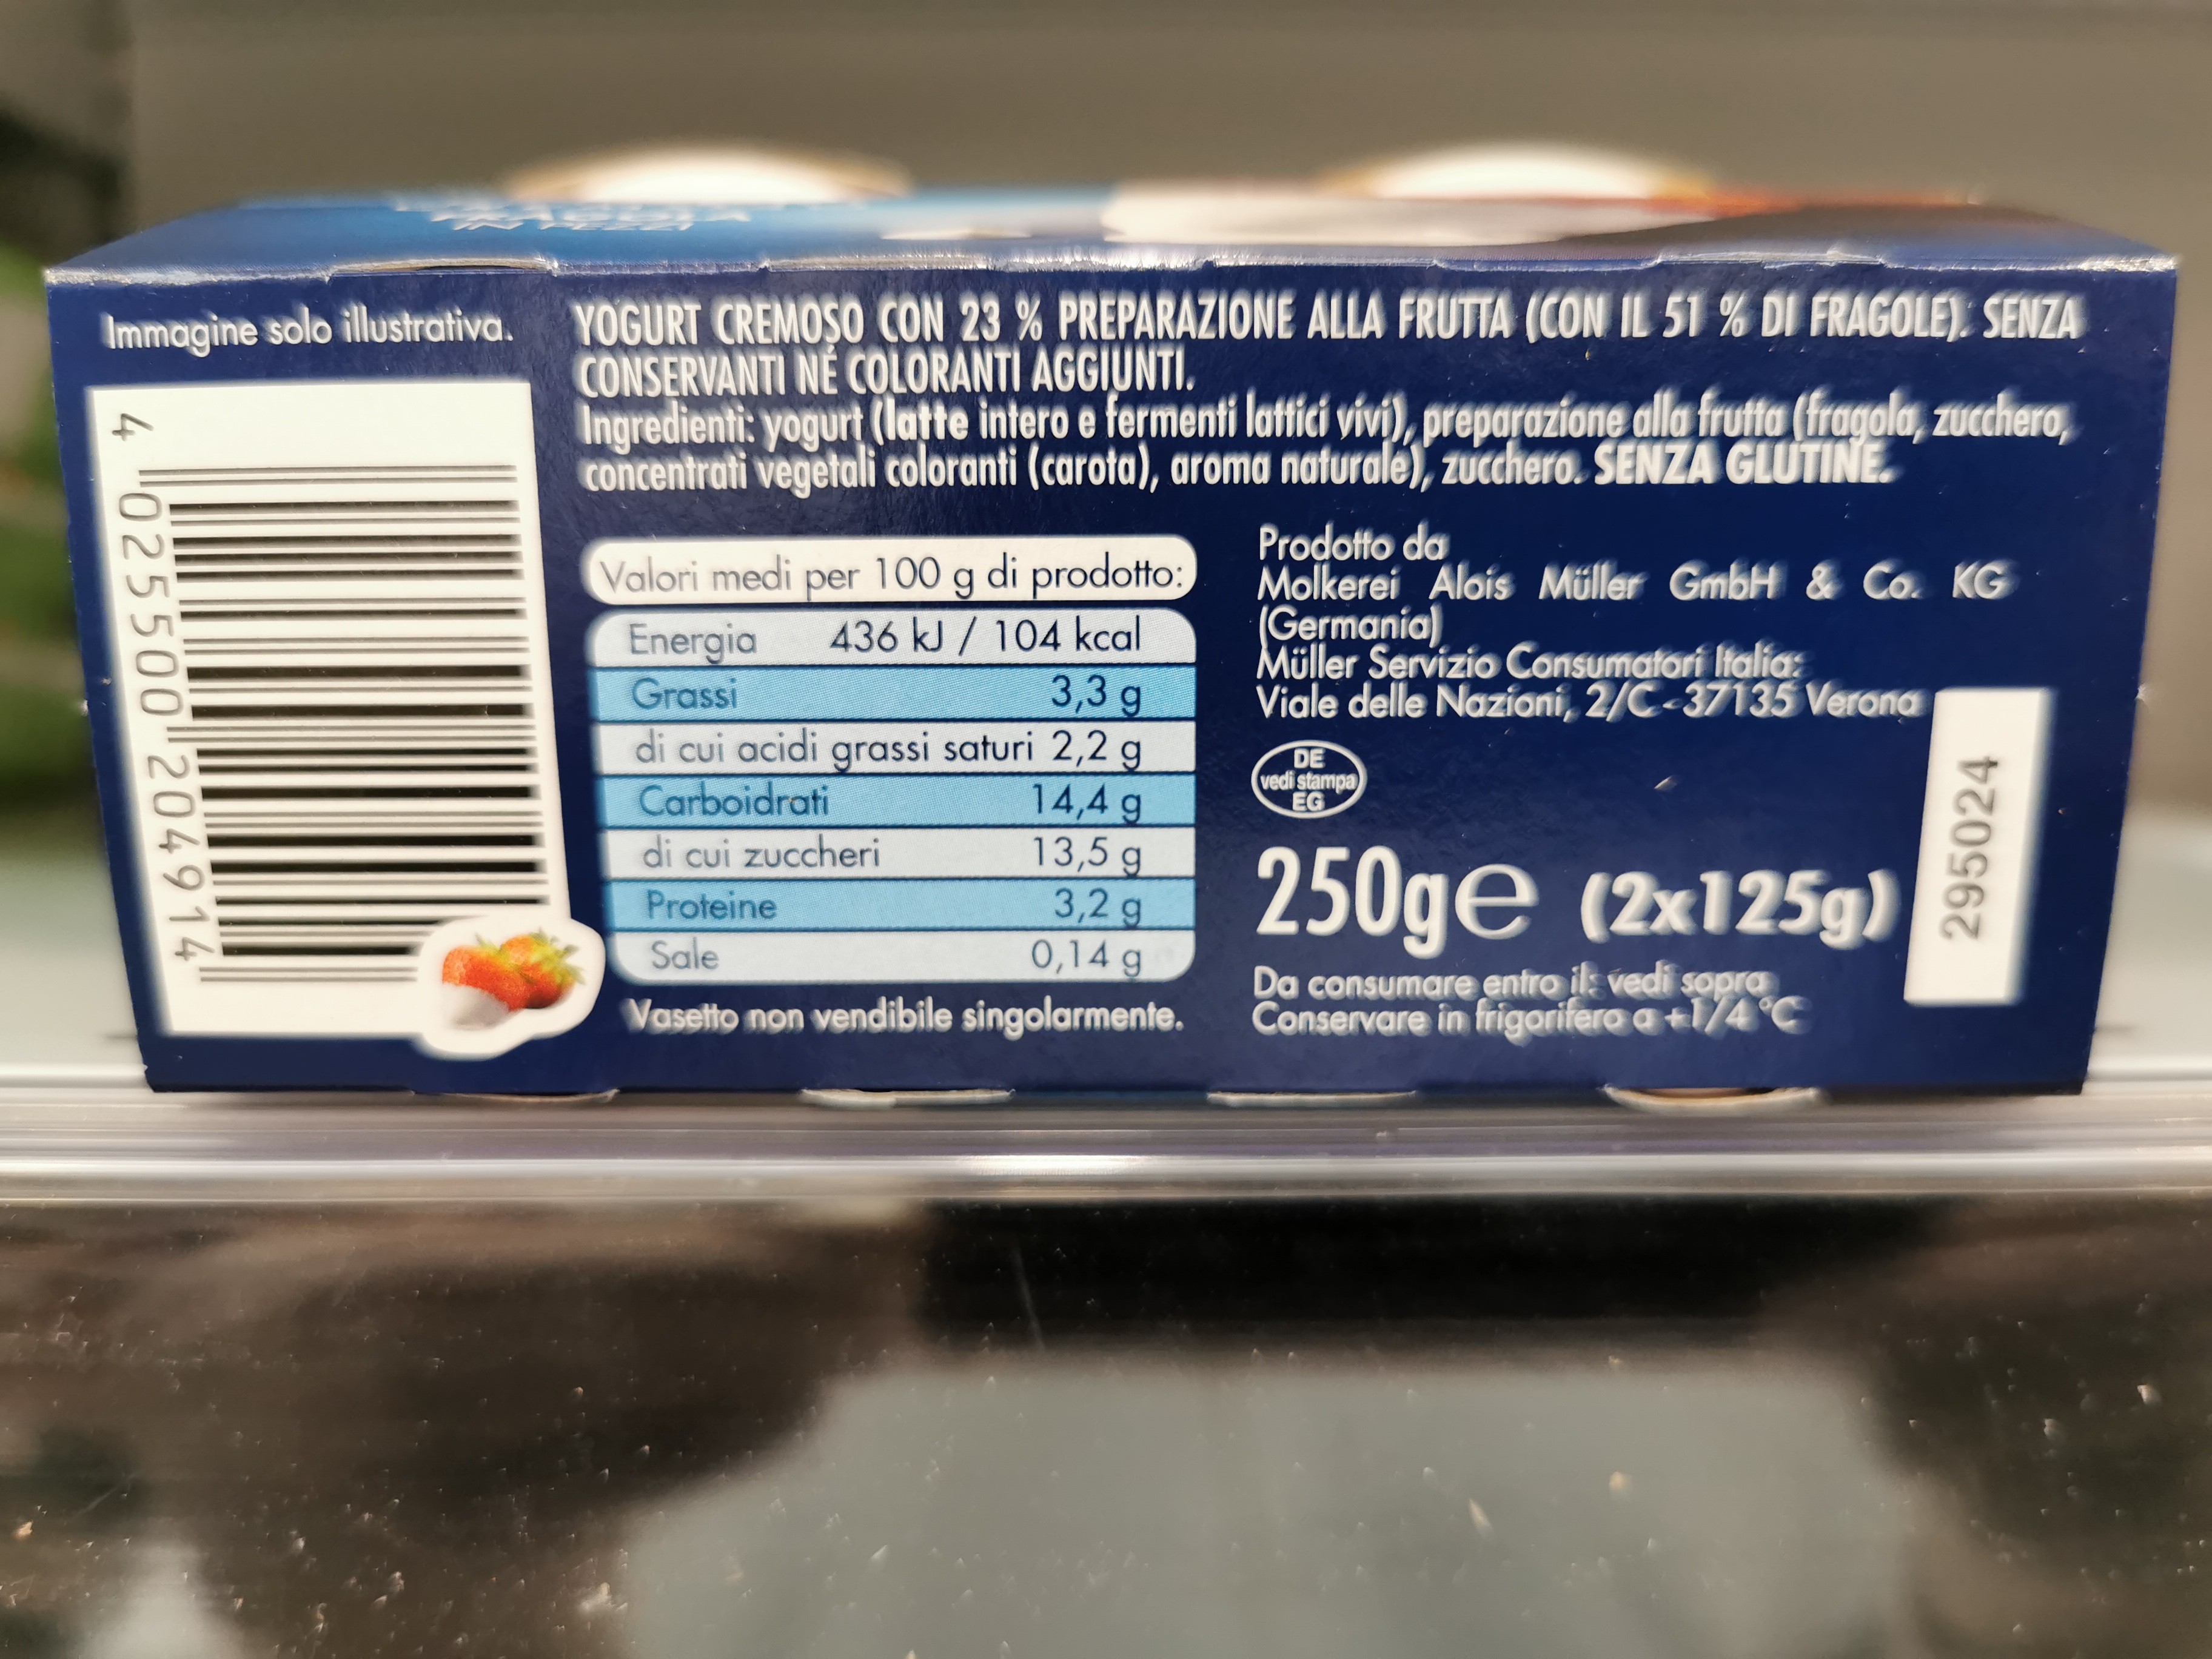 IN PEZZI
Immagine solo illustrativa.
4 025500 204914
YOGURT CREMOSO CON 23 % PREPARAZIONE ALLA FRUTTA (CON IL 51 % DI FRAGOLE). SENZA
CONSERVANTI NÉ COLORANTI AGGIUNTI.
Ingredienti: yogurt (latte intero e fermenti lattici vivi), preparazione alla frutta (fragola, zucchero,
concentrati vegetali coloranti (carota), aroma naturale), zucchero. SENZA GLUTINE.
Valori medi per 100 g di prodotto:
Energia 436 kJ / 104 kcal
Grassi 3,3 g
di cui acidi grassi saturi 2,2 g
Carboidrati 14,4 g
di cui zuccheri 13,5 g
Proteine 3,2 g
Sale 0,14 g
Vasetto non vendibile singolarmente.
Prodotto da
Molkerei Alois Müller GmbH & Co. KG
(Germania)
Müller Servizio Consumatori Italia:
Viale delle Nazioni, 2/C - 37135 Verona
DE
vedi stampa
EG
250g℮ (2x125g)
Da consumare entro il: vedi sopra
Conservare in frigorifero a +1/4 °C
295024